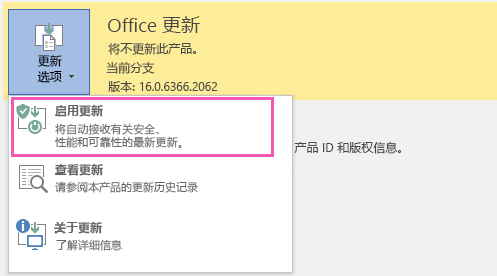 更新
选项
Office 更新
将不更新此产品。
当前分支
版本: 16.0.6366.2062
启用更新
将自动接收有关安全、
性能和可靠性的最新更新。
产品 ID 和版权信息。
查看更新
请参阅本产品的更新历史记录
关于更新
了解详细信息